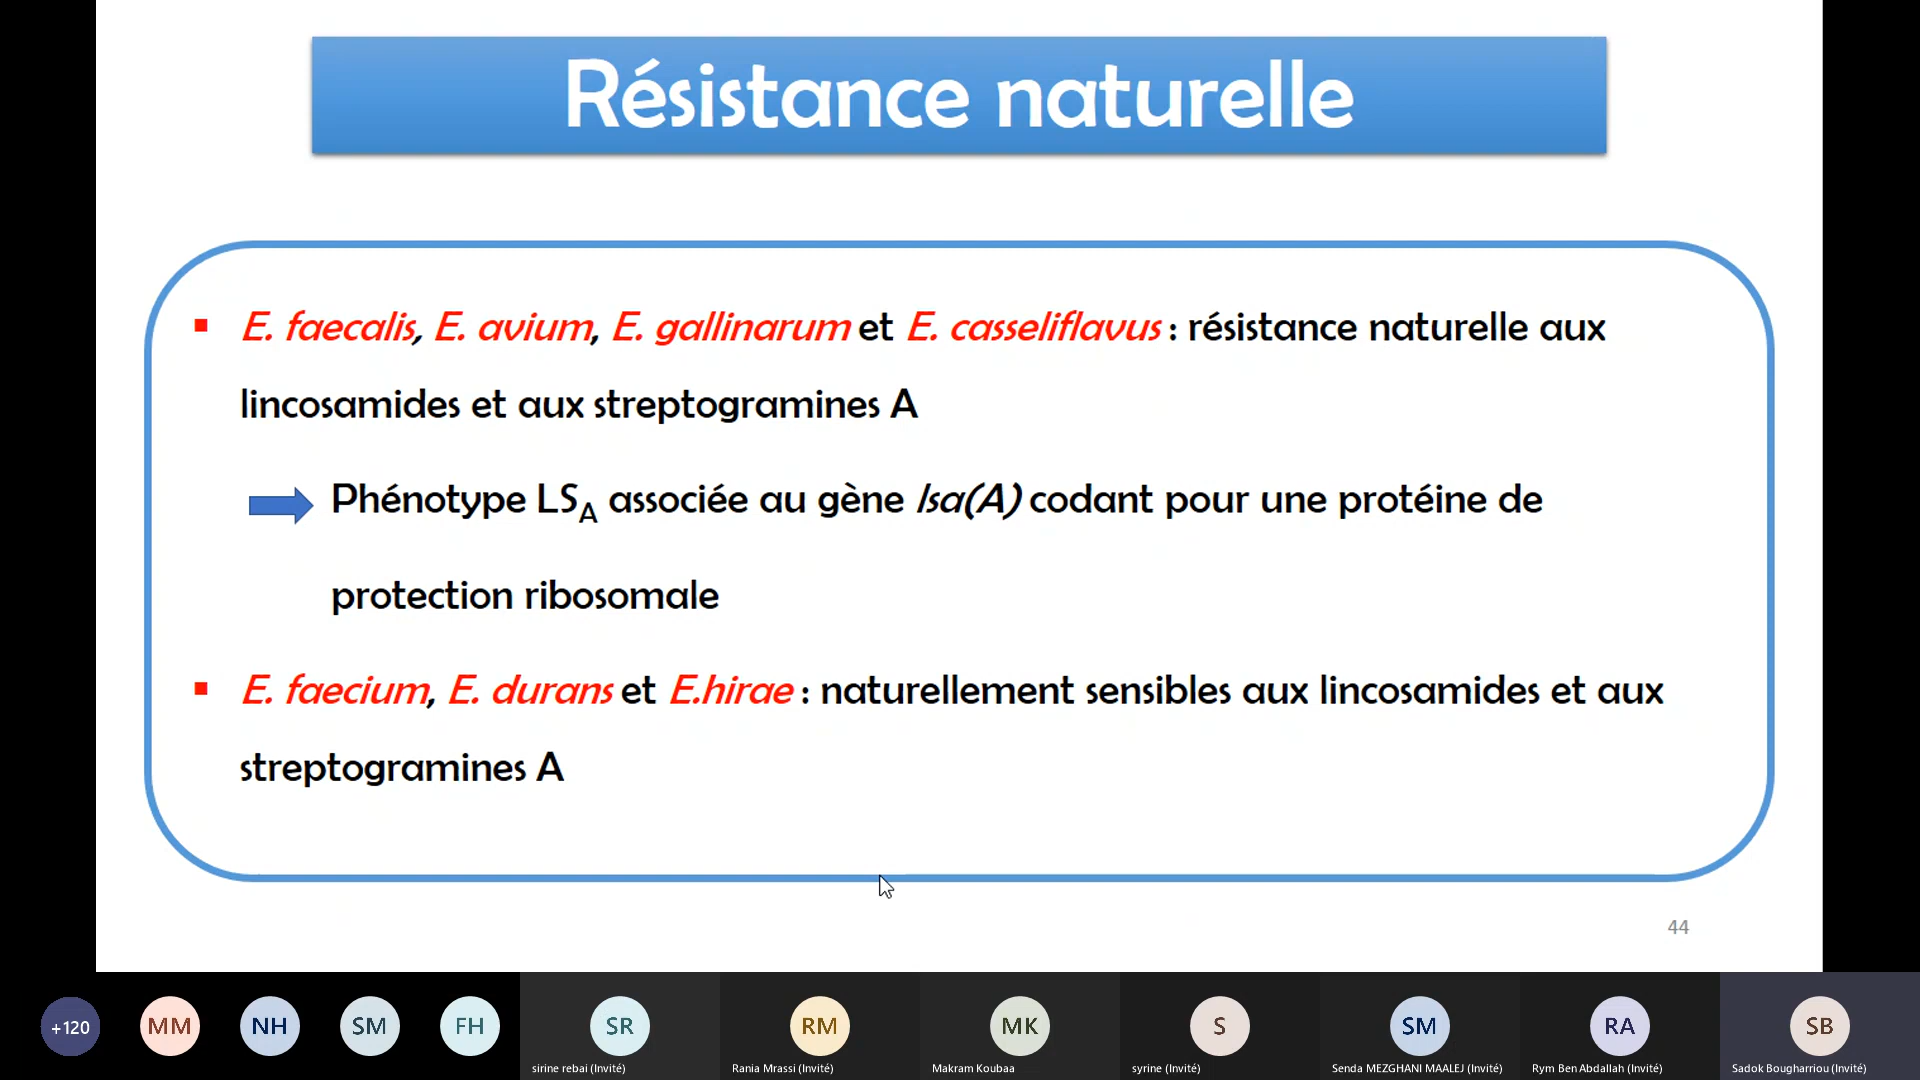 Résistance naturelle
▪ E. faecalis, E. avium, E. gallinarum et E. casseliflavus : résistance naturelle aux
lincosamides et aux streptogramines A
Phénotype LSA associée au gène lsa(A) codant pour une protéine de
protection ribosomale
▪ E. faecium, E. durans et E.hirae : naturellement sensibles aux lincosamides et aux
streptogramines A
44
+120 MM NH SM FH SR RM MK S SM RA SB
sirine rebai (Invité) Rania Mrassi (Invité) Makram Koubaa syrine (Invité) Senda MEZGHANI MAALEJ (Invité) Rym Ben Abdallah (Invité) Sadok Bougharriou (Invité)